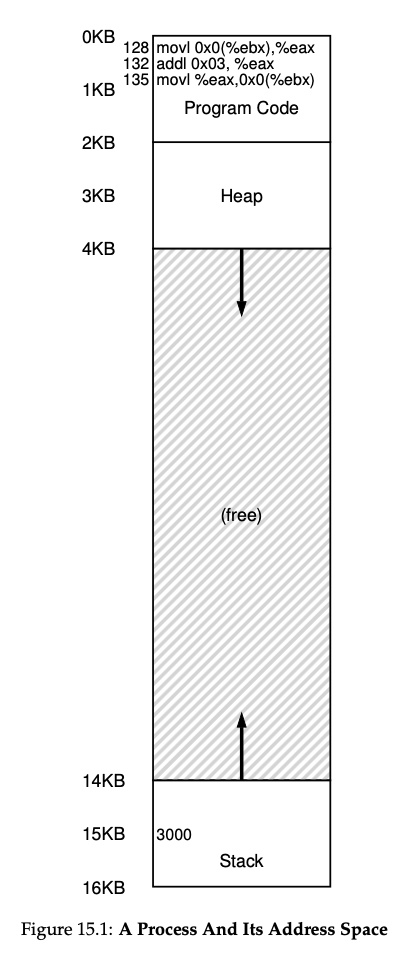 0KB
128 movl 0x0(%ebx),%eax
132 addl 0x03, %eax
135 movl %eax,0x0(%ebx)
1KB
Program Code
2KB
3KB Heap
4KB
(free)
14KB
15KB 3000
Stack
16KB
Figure 15.1: A Process And Its Address Space